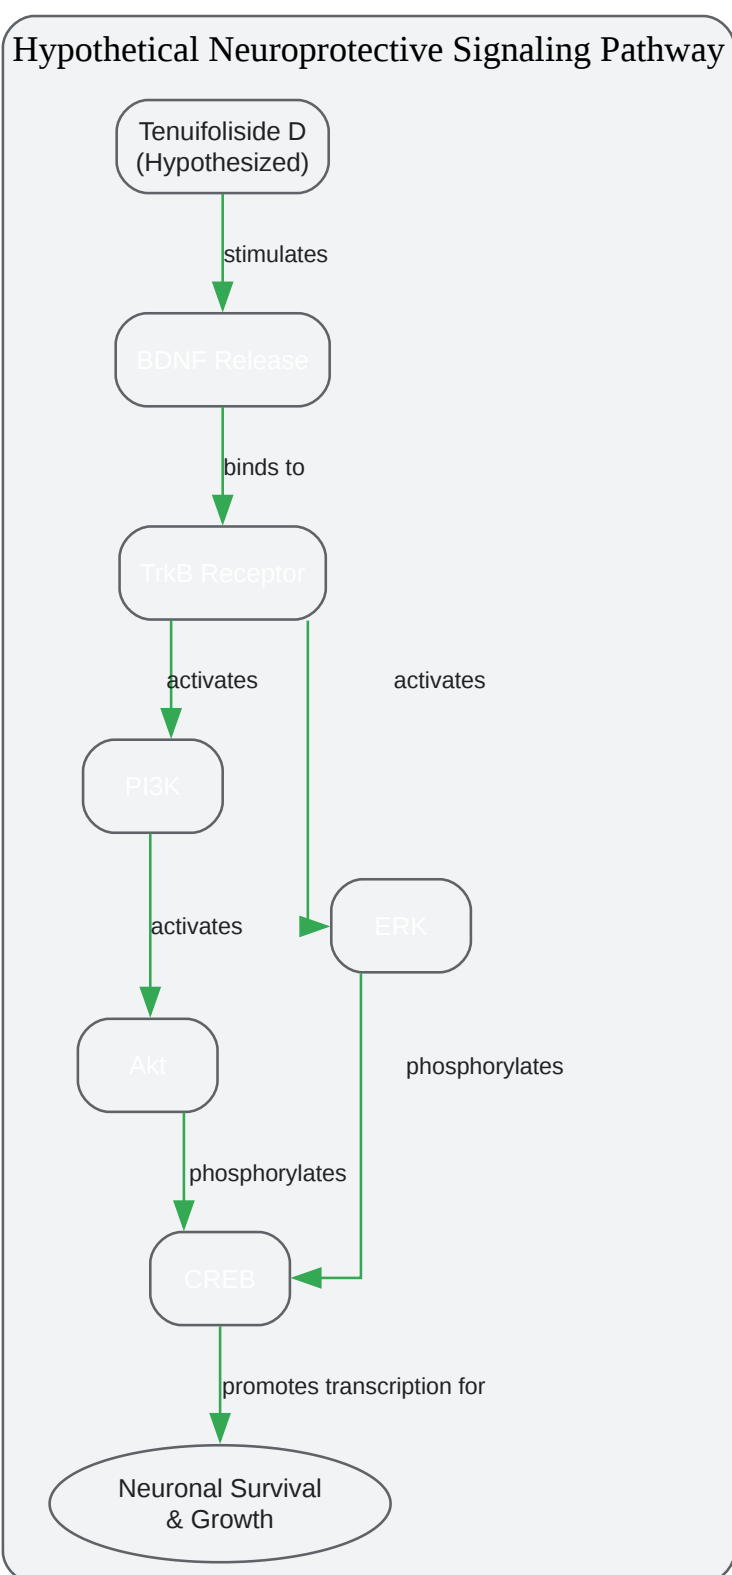 Hypothetical Neuroprotective Signaling Pathway
Tenuifoliside D
(Hypothesized)
stimulates
BDNF Release
binds to
TrkB Receptor
activates
activates
PI3K
activates
ERK
Akt
phosphorylates
phosphorylates
CREB
promotes transcription for
Neuronal Survival
& Growth